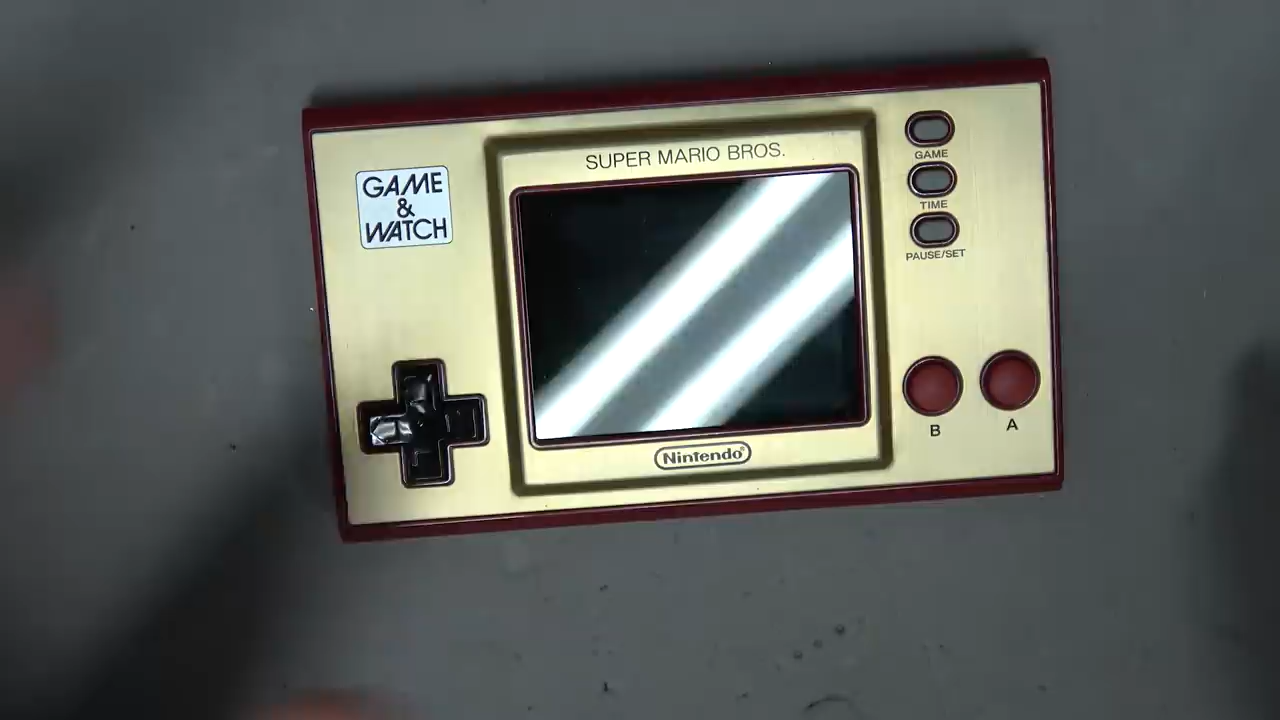 SUPER MARIO BROS.
GAME
&
WATCH
GAME
TIME
PAUSE/SET
B
A
Nintendo®